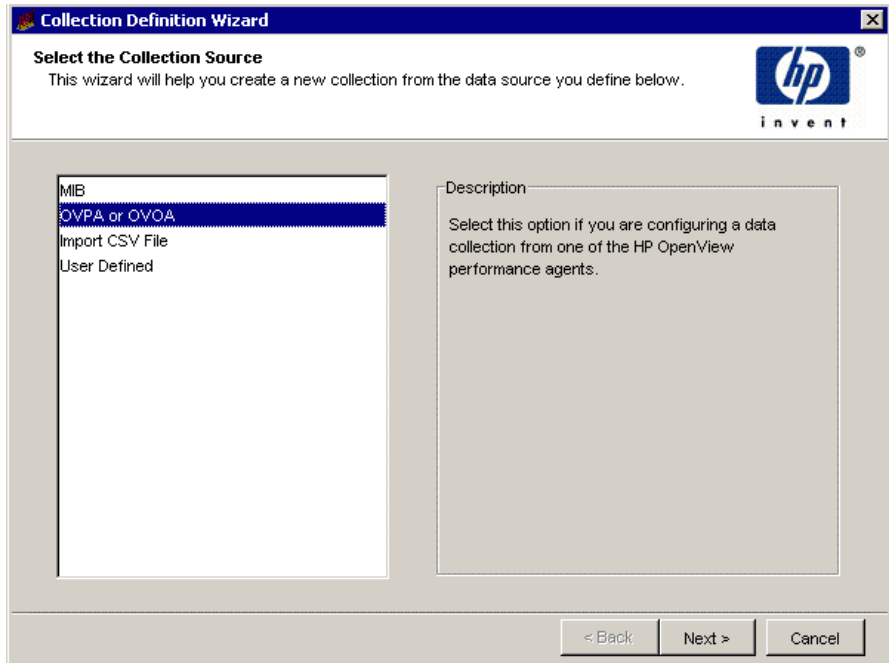 Collection Definition Wizard
Select the Collection Source
This wizard will help you create a new collection from the data source you define below.
hp
®
invent
MIB
OVPA or OVOA
Import CSV File
User Defined
Description
Select this option if you are configuring a data
collection from one of the HP OpenView
performance agents.
< Back
Next >
Cancel